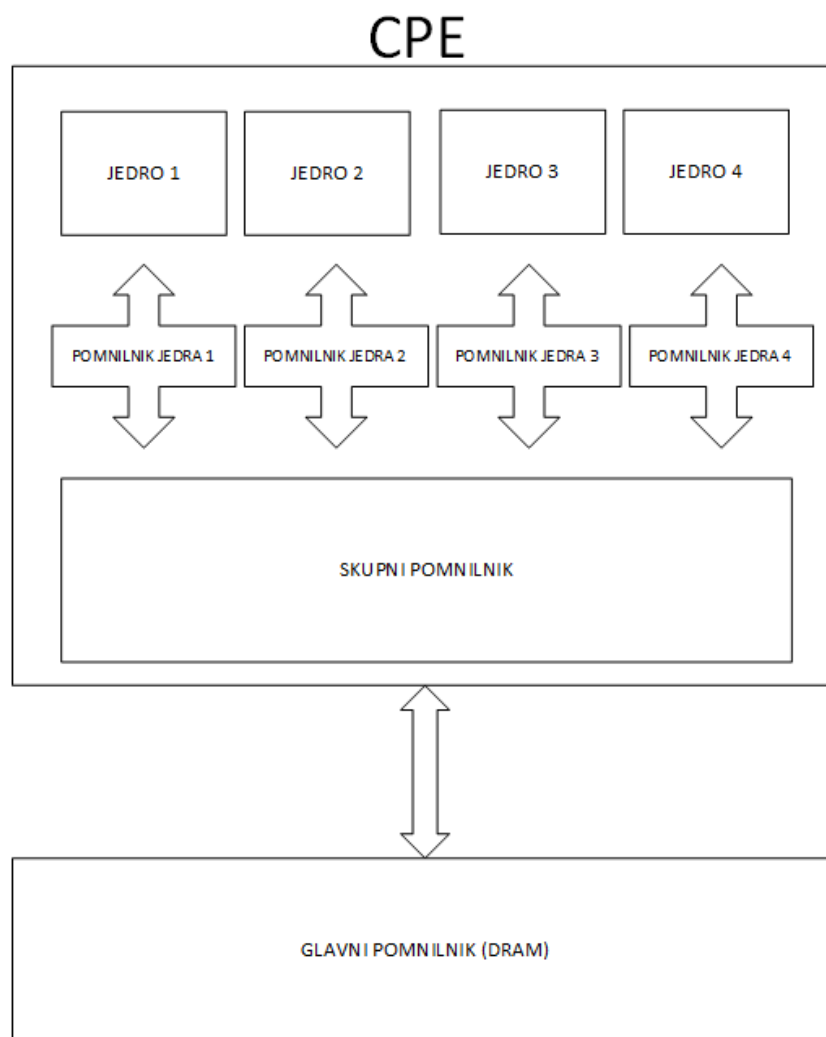 CPE
JEDRO 1
JEDRO 2
JEDRO 3
JEDRO 4
POMNILNIK JEDRA 1
POMNILNIK JEDRA 2
POMNILNIK JEDRA 3
POMNILNIK JEDRA 4
SKUPNI POMNILNIK
GLAVNI POMNILNIK (DRAM)